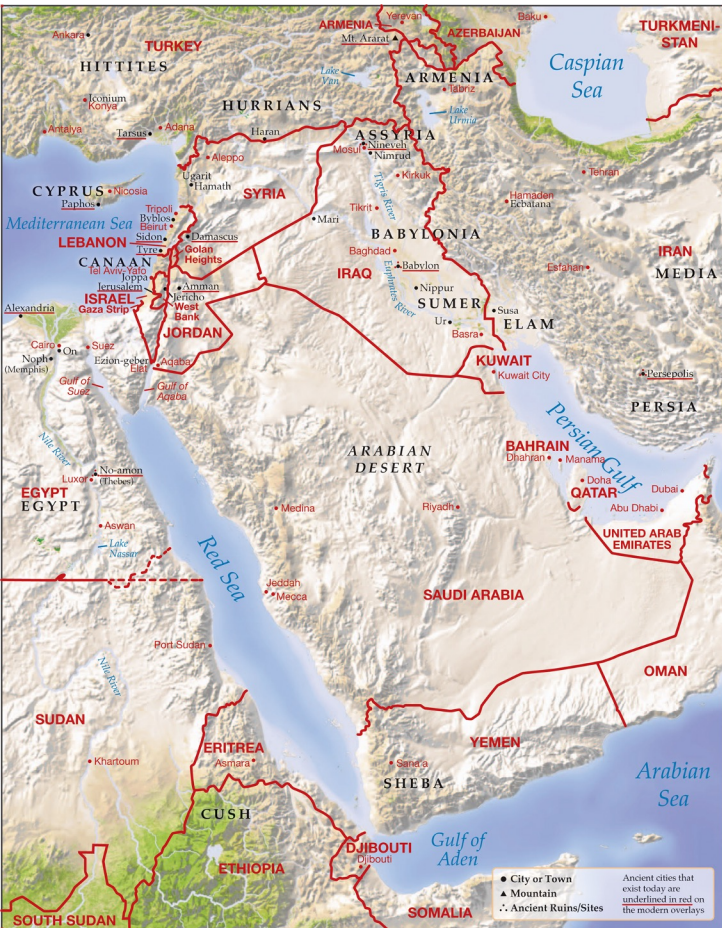 Yerevan
Baku
ARMENIA
AZERBAIJAN
TURKMENI-
STAN
Ankara
TURKEY
Mt. Ararat
HITTITES
Caspian
Sea
Lake
Van
ARMENIA
Tabriz
Iconium
Konya
HURRIANS
Lake
Urmia
Antalya
Tarsus
Adana
Haran
ASSYRIA
Nineveh
Mosul
Nimrud
Aleppo
Tehran
Ugarit
Hamath
Kirkuk
CYPRUS
Nicosia
SYRIA
Tigris River
Hamaden
Ecbatana
Paphos
Tripoli
Tikrit
Byblos
Mari
Mediterranean Sea
Beirut
BABYLONIA
LEBANON
Sidon
Damascus
Tyre
Golan
Heights
Baghdad
IRAN
CANAAN
Babylon
Esfahan
MEDIA
Tel Aviv-Yafo
IRAQ
Joppa
Euphrates River
Jerusalem
Amman
Nippur
ISRAEL
Jericho
SUMER
Gaza Strip
West
Bank
Susa
Alexandria
Ur
ELAM
JORDAN
Basra
Cairo
On
Suez
Noph
(Memphis)
Ezion-geber
Elat
Aqaba
KUWAIT
Kuwait City
Persepolis
Gulf of
Suez
Gulf of
Aqaba
PERSIA
Persian Gulf
Nile River
ARABIAN
DESERT
BAHRAIN
Dhahran
Manama
No-amon
(Thebes)
Luxor
Doha
QATAR
Dubai
EGYPT
EGYPT
Medina
Riyadh
Abu Dhabi
Aswan
UNITED ARAB
EMIRATES
Lake
Nassar
Red Sea
Jeddah
Mecca
SAUDI ARABIA
Port Sudan
Nile River
OMAN
SUDAN
ERITREA
YEMEN
Khartoum
Asmara
Sana'a
Arabian
Sea
SHEBA
CUSH
DJIBOUTI
Djibouti
Gulf of
Aden
ETHIOPIA
SOUTH SUDAN
SOMALIA
City or Town
Mountain
Ancient Ruins/Sites
Ancient cities that
exist today are
underlined in red on
the modern overlays